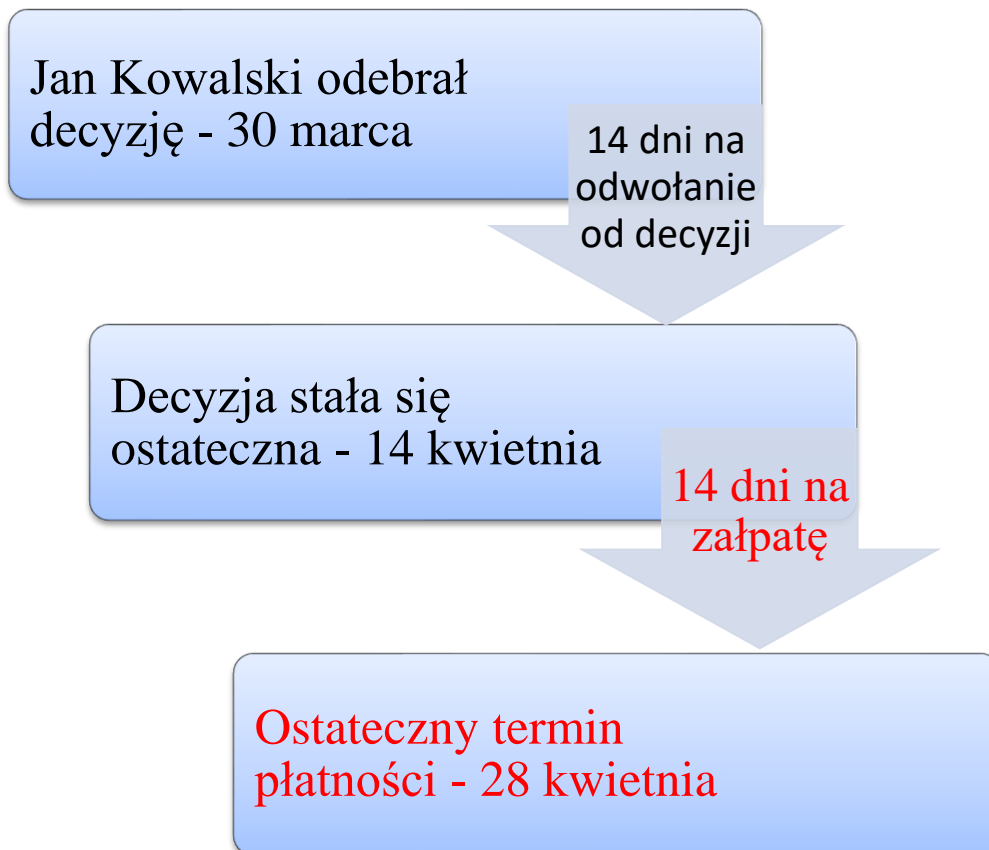 Jan Kowalski odebrał
decyzję - 30 marca
14 dni na
odwołanie
od decyzji
Decyzja stała się
ostateczna - 14 kwietnia
14 dni na
załpatę
Ostateczny termin
płatności - 28 kwietnia